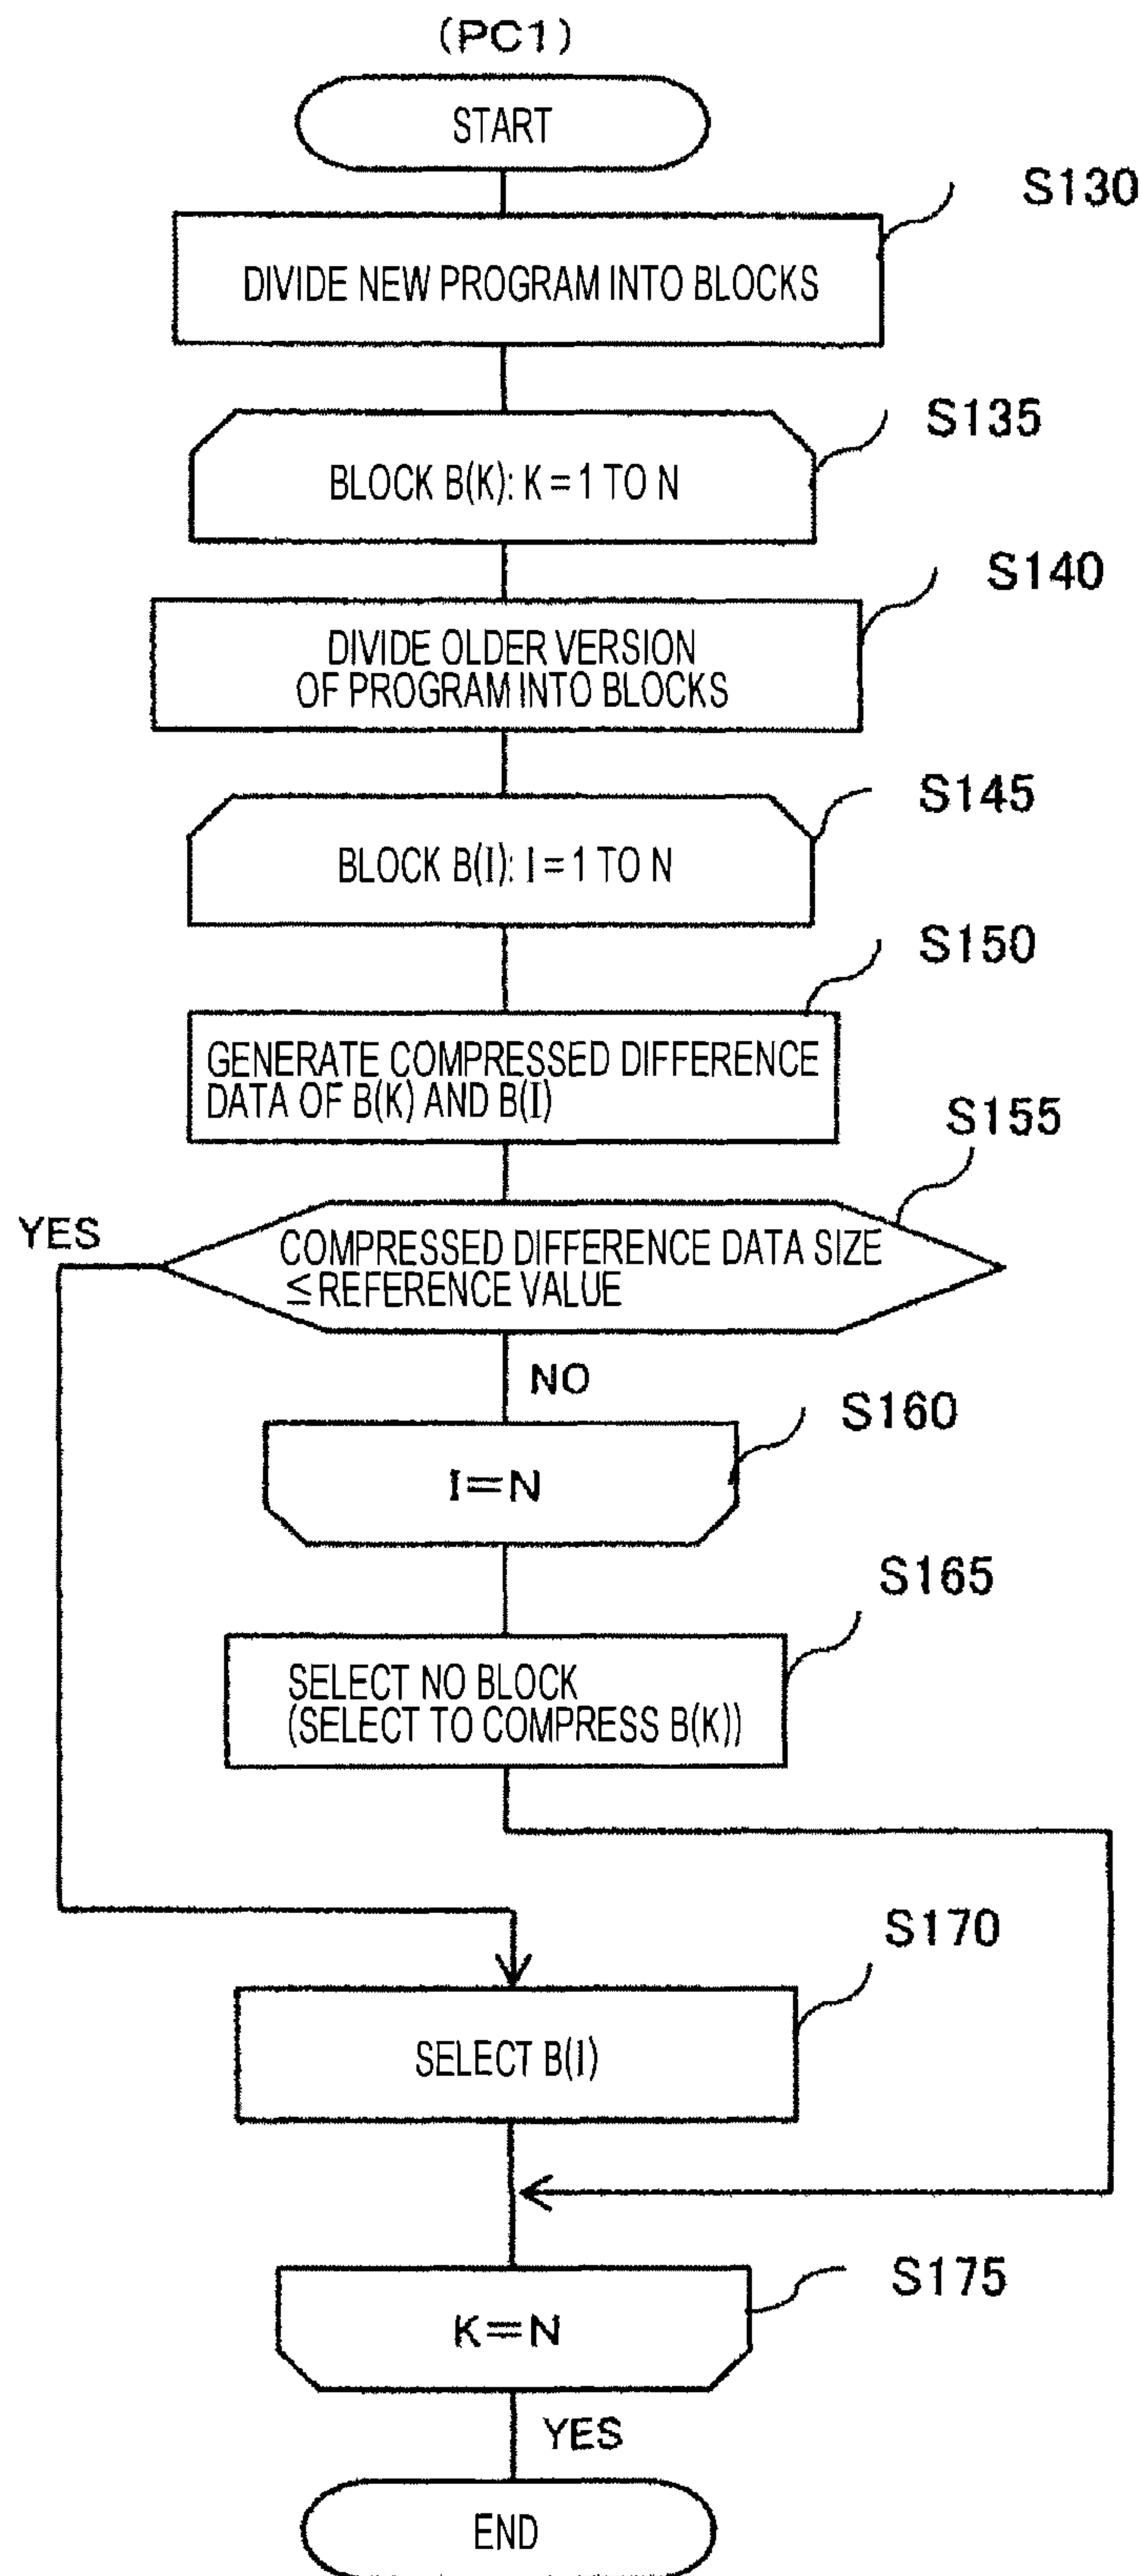 (PC1)
START
S130
DIVIDE NEW PROGRAM INTO BLOCKS
S135
BLOCK B(K): K = 1 TO N
S140
DIVIDE OLDER VERSION
OF PROGRAM INTO BLOCKS
S145
BLOCK B(I): I = 1 TO N
S150
GENERATE COMPRESSED DIFFERENCE
DATA OF B(K) AND B(I)
S155
YES
COMPRESSED DIFFERENCE DATA SIZE
≤ REFERENCE VALUE
NO
S160
I=N
S165
SELECT NO BLOCK
(SELECT TO COMPRESS B(K))
S170
SELECT B(I)
S175
K=N
YES
END